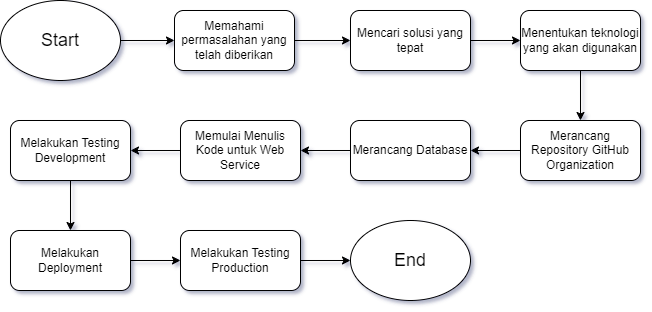 Start
Memahami
permasalahan yang
telah diberikan
Mencari solusi yang
tepat
Menentukan teknologi
yang akan digunakan
Merancang
Repository GitHub
Organization
Merancang Database
Memulai Menulis
Kode untuk Web
Service
Melakukan Testing
Development
Melakukan
Deployment
Melakukan Testing
Production
End